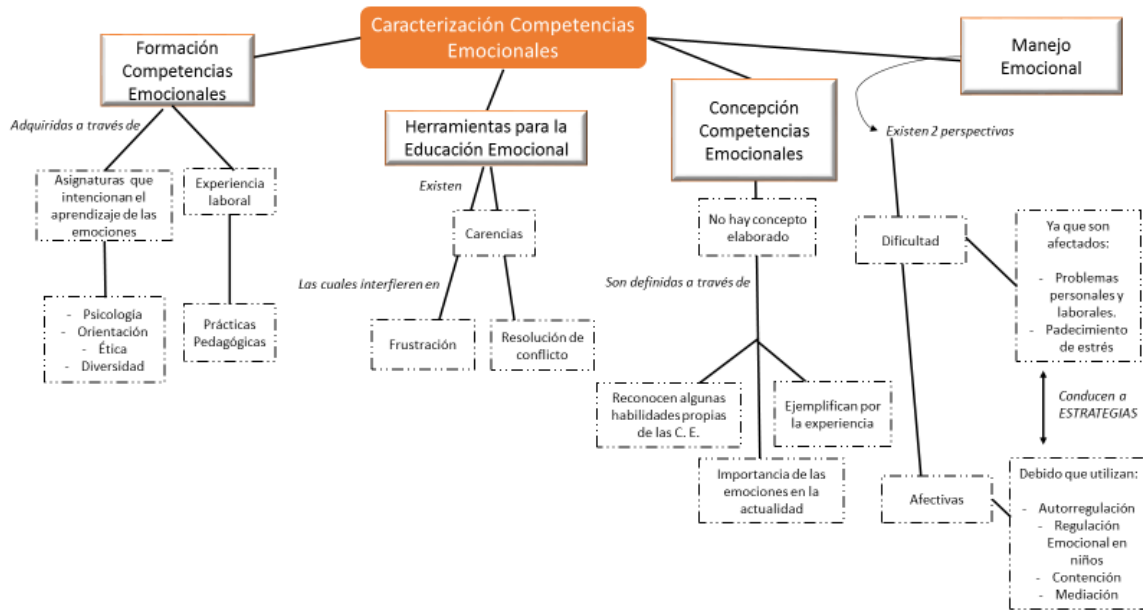 Caracterización Competencias
Emocionales
Formación
Competencias
Emocionales
Manejo
Emocional
Herramientas para la
Educación Emocional
Concepción
Competencias
Emocionales
Adquiridas a través de
Existen 2 perspectivas
Asignaturas que
intencionan el
aprendizaje de las
emociones
Experiencia
laboral
Existen
Carencias
No hay concepto
elaborado
Dificultad
Ya que son
afectados:
- Problemas
personales y
laborales.
- Padecimiento
de estrés
Las cuales interfieren en
Son definidas a través de
- Psicología
- Orientación
- Ética
- Diversidad
Prácticas
Pedagógicas
Frustración
Resolución de
conflicto
Conducen a
ESTRATEGIAS
Reconocen algunas
habilidades propias
de las C. E.
Ejemplifican por
la experiencia
Importancia de las
emociones en la
actualidad
Afectivas
Debido que utilizan:
- Autorregulación
- Regulación
Emocional en
niños
- Contención
- Mediación